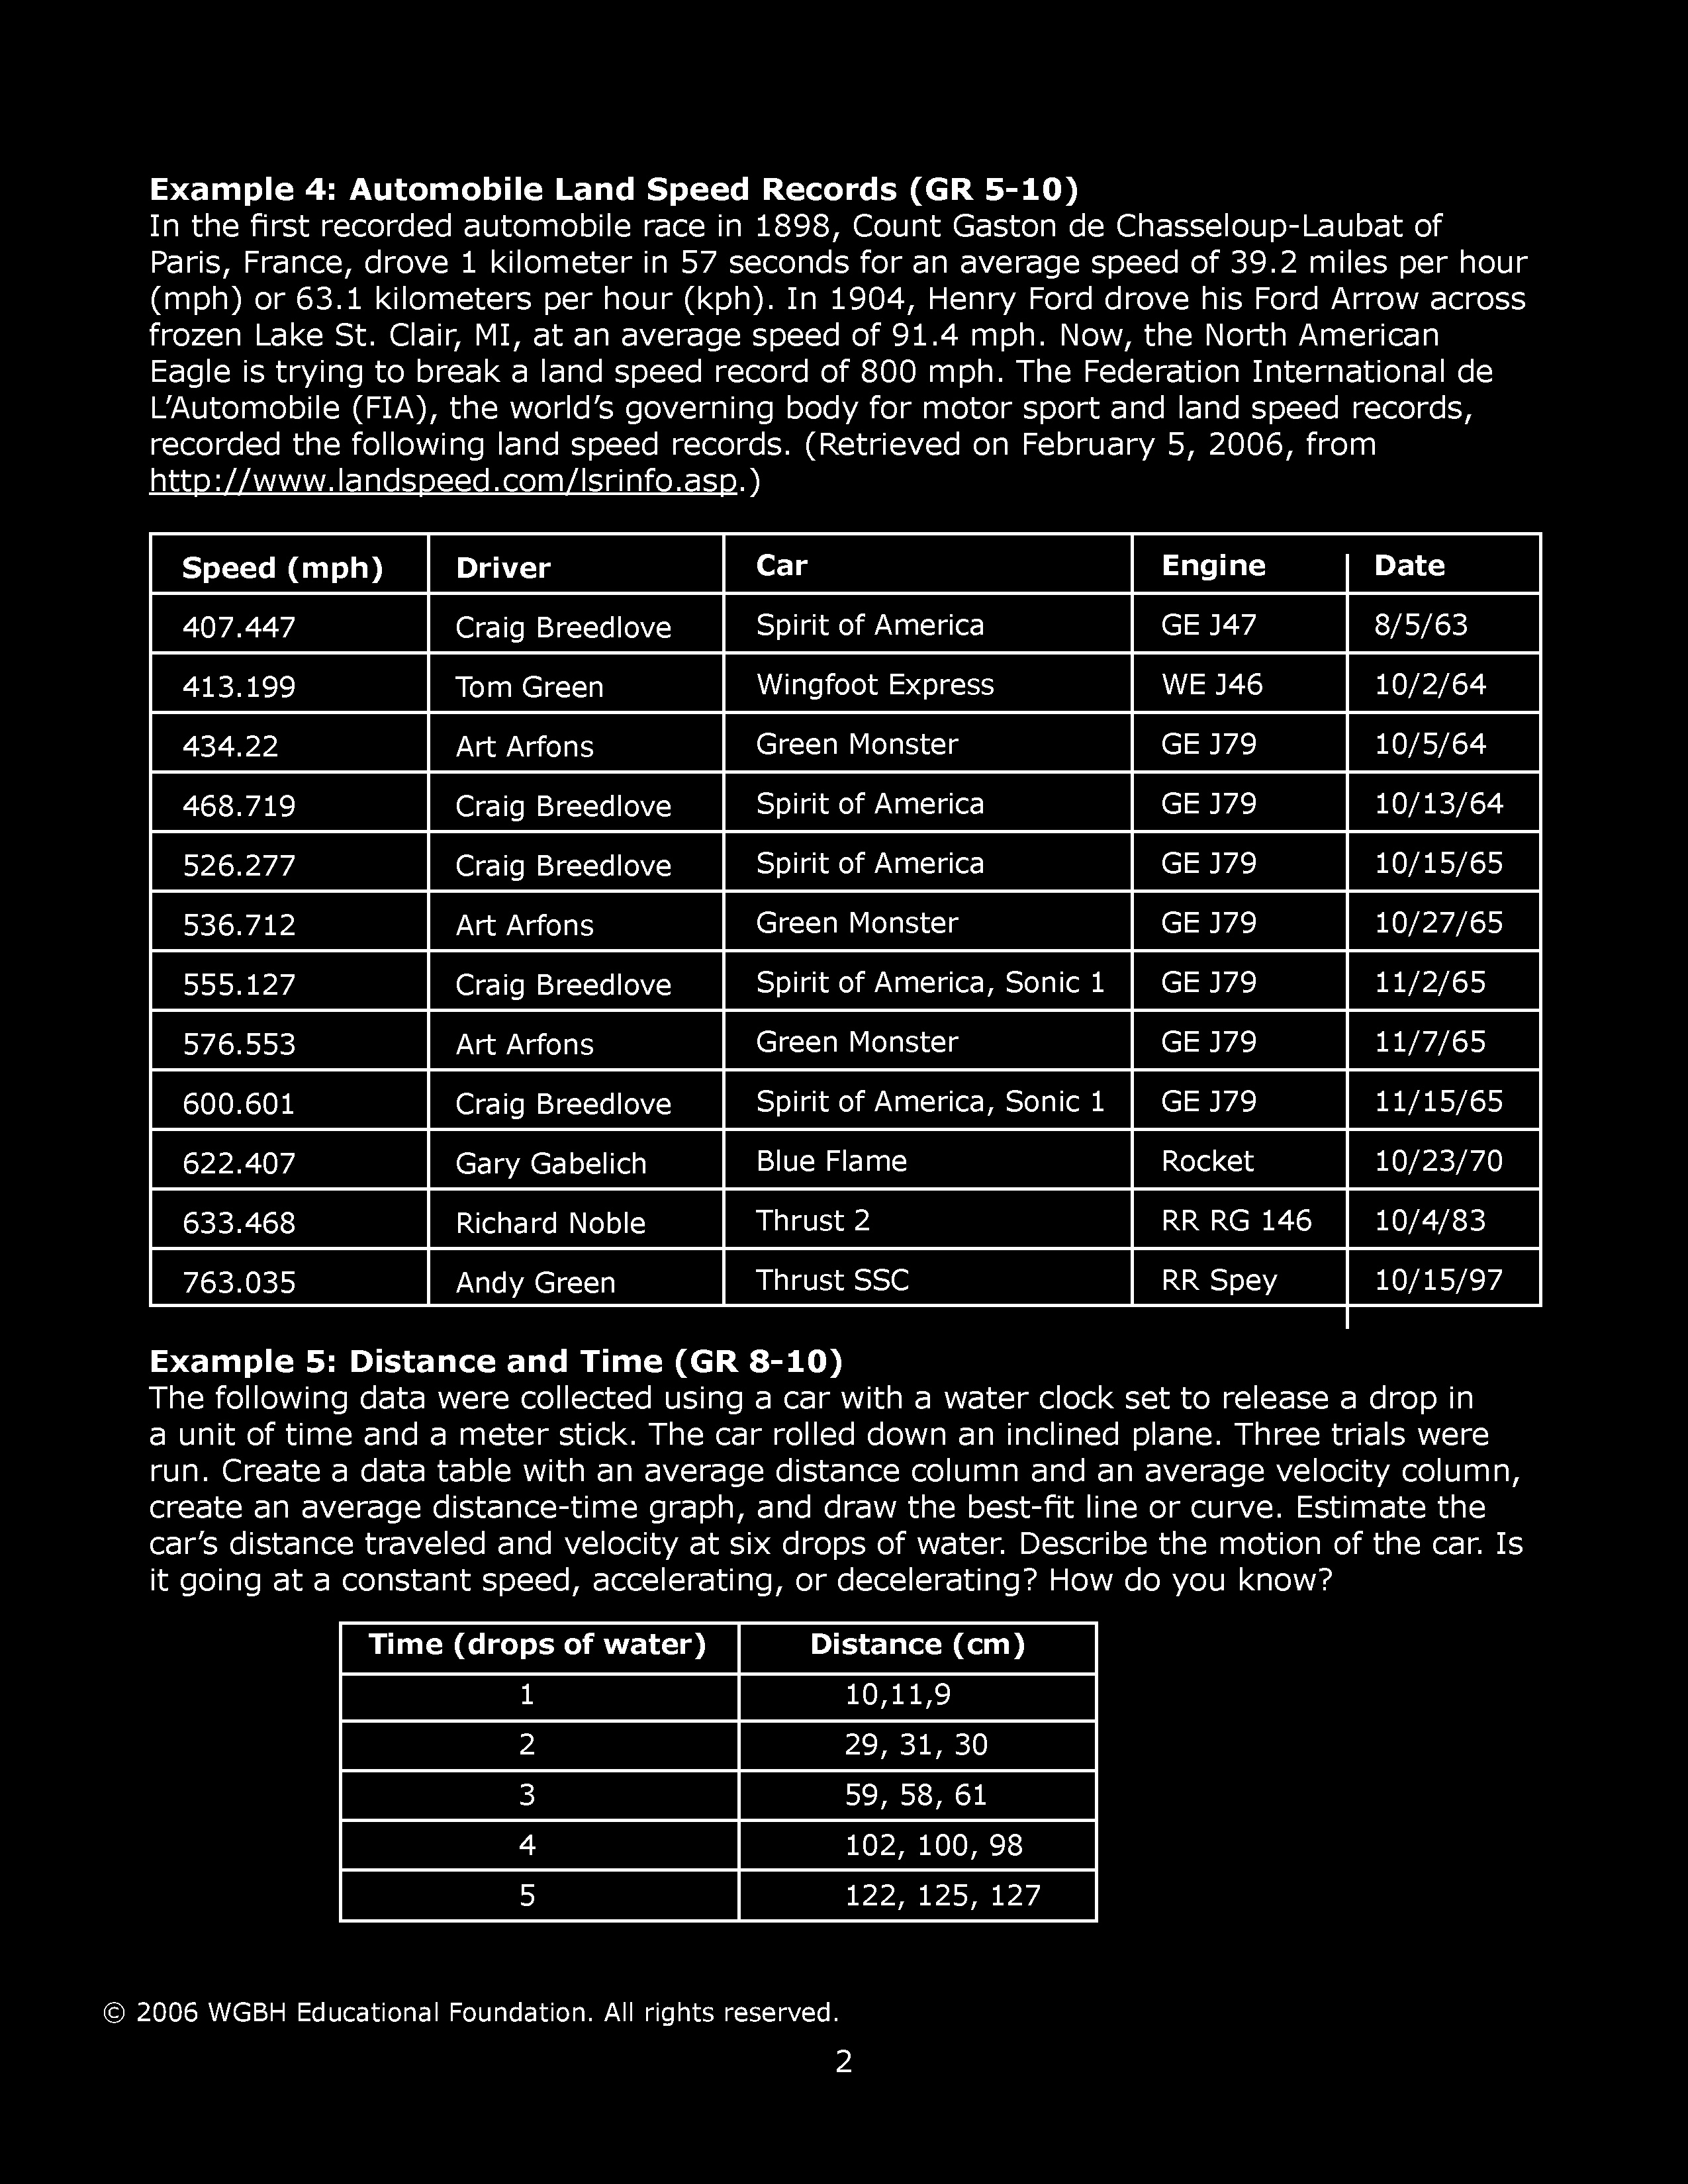 Example 4: Automobile Land Speed Records (GR 5-10)
In the first recorded automobile race in 1898, Count Gaston de Chasseloup-Laubat of
Paris, France, drove 1 kilometer in 57 seconds for an average speed of 39.2 miles per hour
(mph) or 63.1 kilometers per hour (kph). In 1904, Henry Ford drove his Ford Arrow across
frozen Lake St. Clair, MI, at an average speed of 91.4 mph. Now, the North American
Eagle is trying to break a land speed record of 800 mph. The Federation International de
L’Automobile (FIA), the world’s governing body for motor sport and land speed records,
recorded the following land speed records. (Retrieved on February 5, 2006, from
http://www.landspeed.com/lsrinfo.asp.)
Speed (mph) Driver Car Engine Date
407.447 Craig Breedlove Spirit of America GE J47 8/5/63
413.199 Tom Green Wingfoot Express WE J46 10/2/64
434.22 Art Arfons Green Monster GE J79 10/5/64
468.719 Craig Breedlove Spirit of America GE J79 10/13/64
526.277 Craig Breedlove Spirit of America GE J79 10/15/65
536.712 Art Arfons Green Monster GE J79 10/27/65
555.127 Craig Breedlove Spirit of America, Sonic 1 GE J79 11/2/65
576.553 Art Arfons Green Monster GE J79 11/7/65
600.601 Craig Breedlove Spirit of America, Sonic 1 GE J79 11/15/65
622.407 Gary Gabelich Blue Flame Rocket 10/23/70
633.468 Richard Noble Thrust 2 RR RG 146 10/4/83
763.035 Andy Green Thrust SSC RR Spey 10/15/97
Example 5: Distance and Time (GR 8-10)
The following data were collected using a car with a water clock set to release a drop in
a unit of time and a meter stick. The car rolled down an inclined plane. Three trials were
run. Create a data table with an average distance column and an average velocity column,
create an average distance-time graph, and draw the best-fit line or curve. Estimate the
car’s distance traveled and velocity at six drops of water. Describe the motion of the car. Is
it going at a constant speed, accelerating, or decelerating? How do you know?
Time (drops of water) Distance (cm)
1 10,11,9
2 29, 31, 30
3 59, 58, 61
4 102, 100, 98
5 122, 125, 127
© 2006 WGBH Educational Foundation. All rights reserved.
2